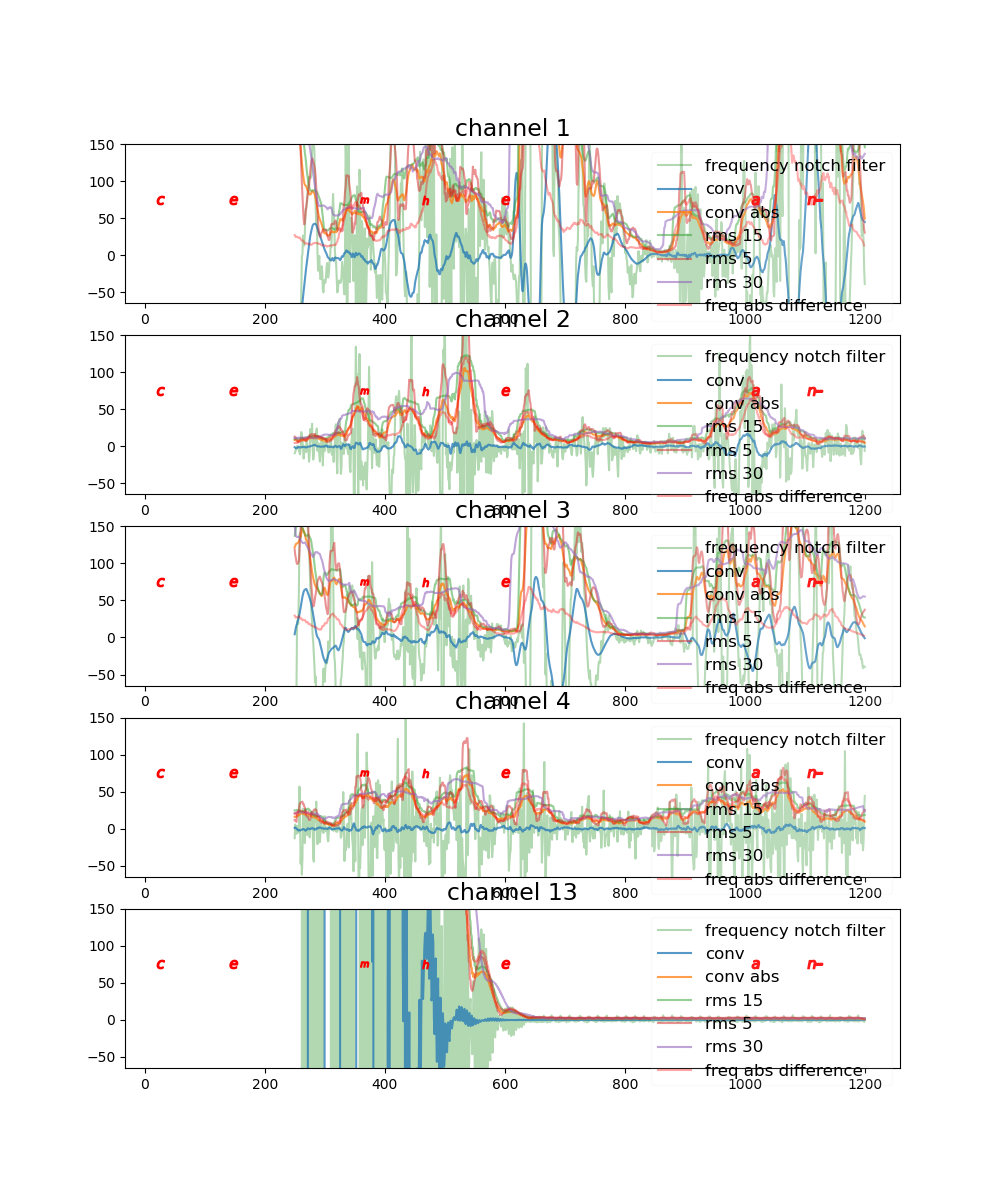 channel 1
150
100
50
0
−50
c e m h e a n-
frequency notch filter
conv
conv abs
rms 15
rms 5
rms 30
freq abs difference
0 200 400 600 800 1000 1200
channel 2
150
100
50
0
−50
c e m h e a n-
frequency notch filter
conv
conv abs
rms 15
rms 5
rms 30
freq abs difference
0 200 400 600 800 1000 1200
channel 3
150
100
50
0
−50
c e m h e a n-
frequency notch filter
conv
conv abs
rms 15
rms 5
rms 30
freq abs difference
0 200 400 600 800 1000 1200
channel 4
150
100
50
0
−50
c e m h e a n-
frequency notch filter
conv
conv abs
rms 15
rms 5
rms 30
freq abs difference
0 200 400 600 800 1000 1200
channel 13
150
100
50
0
−50
c e m h e a n-
frequency notch filter
conv
conv abs
rms 15
rms 5
rms 30
freq abs difference
0 200 400 600 800 1000 1200